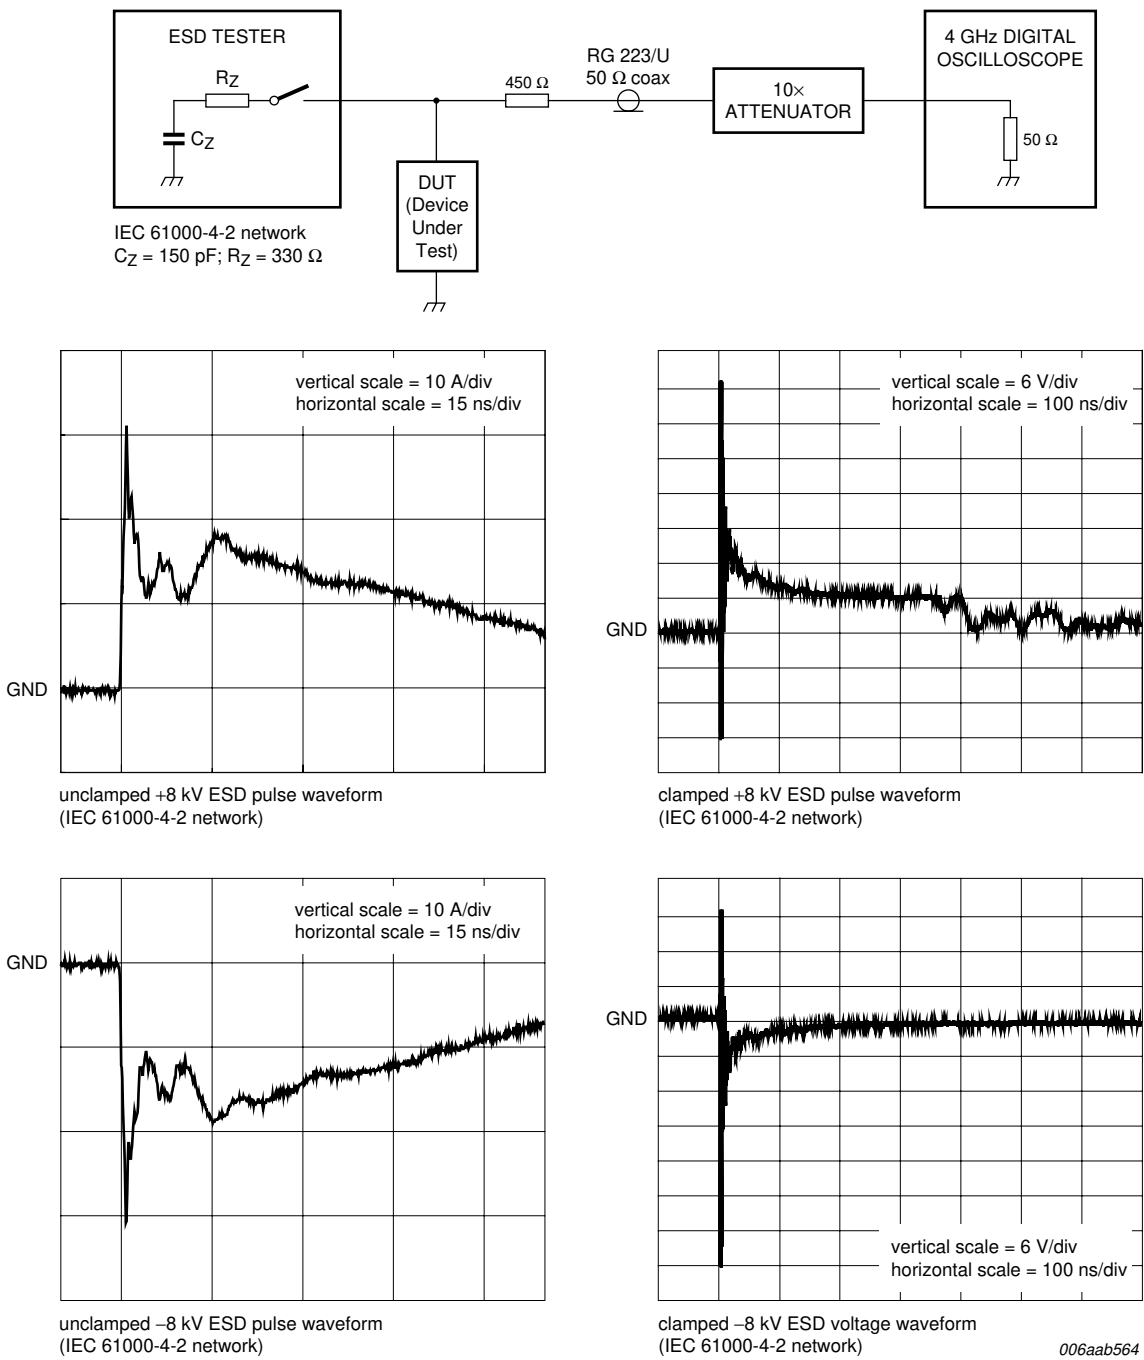 ESD TESTER
RZ
CZ
IEC 61000-4-2 network
CZ = 150 pF; RZ = 330 Ω
DUT
(Device
Under
Test)
450 Ω
RG 223/U
50 Ω coax
10×
ATTENUATOR
4 GHz DIGITAL
OSCILLOSCOPE
50 Ω
vertical scale = 10 A/div
horizontal scale = 15 ns/div
GND
unclamped +8 kV ESD pulse waveform
(IEC 61000-4-2 network)
vertical scale = 6 V/div
horizontal scale = 100 ns/div
GND
clamped +8 kV ESD pulse waveform
(IEC 61000-4-2 network)
vertical scale = 10 A/div
horizontal scale = 15 ns/div
GND
unclamped −8 kV ESD pulse waveform
(IEC 61000-4-2 network)
GND
vertical scale = 6 V/div
horizontal scale = 100 ns/div
clamped −8 kV ESD voltage waveform
(IEC 61000-4-2 network)
006aab564